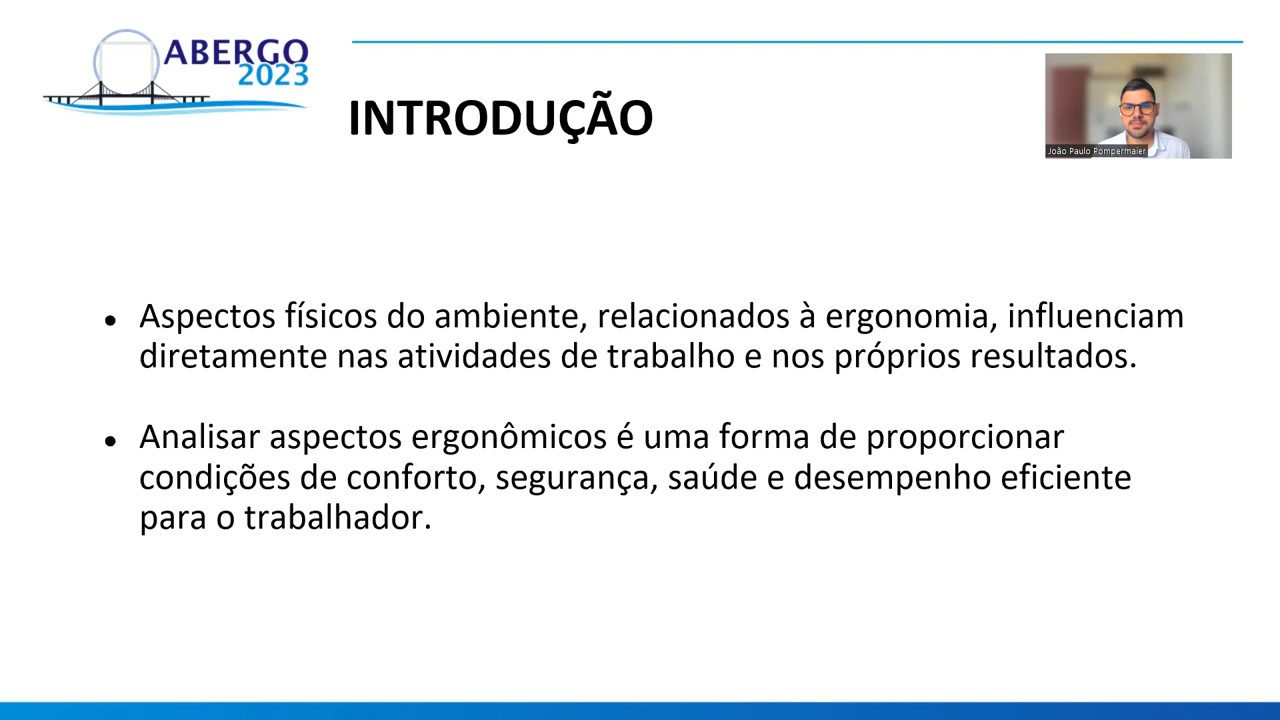 ABERGO
2023
INTRODUÇÃO
João Paulo Pompermaier
• Aspectos físicos do ambiente, relacionados à ergonomia, influenciam
diretamente nas atividades de trabalho e nos próprios resultados.
• Analisar aspectos ergonômicos é uma forma de proporcionar
condições de conforto, segurança, saúde e desempenho eficiente
para o trabalhador.